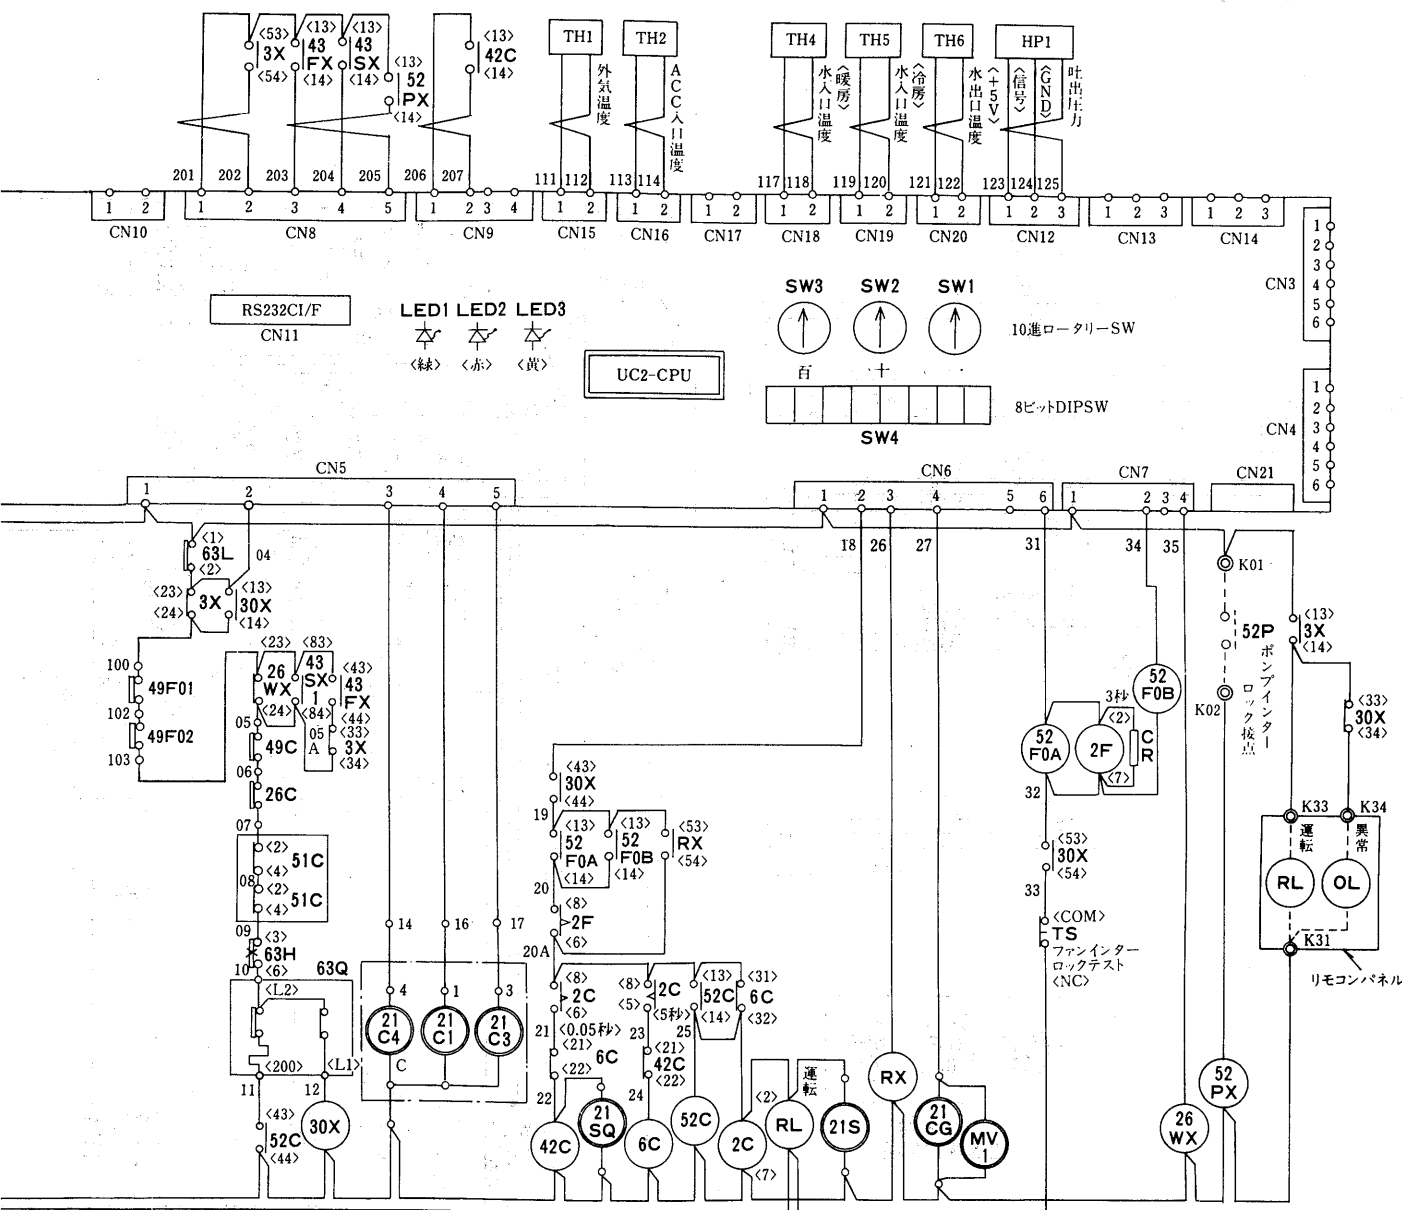 <53> 3X <54>
<13> 43 FX <14>
<13> 43 SX <14>
<13> 52 PX <14>
<13> 42C <14>
TH1 外気温度
TH2 ACC入口温度
TH4 水入口温度 <暖房>
TH5 水入口温度 <冷房>
TH6 水出口温度
HP1 <+5V> <信号> <GND> 吐出圧力
201 202 203 204 205 206 207 111 112 113 114 117 118 119 120 121 122 123 124 125
1 2 1 2 3 4 5 1 2 3 4 1 2 1 2 1 2 1 2 1 2 1 2 1 2 3 1 2 3 1 2 3
CN10 CN8 CN9 CN15 CN16 CN17 CN18 CN19 CN20 CN12 CN13 CN14
CN3 1 2 3 4 5 6
RS232CI/F
CN11
LED1 LED2 LED3
<緑> <赤> <黄>
UC2-CPU
SW3 SW2 SW1
10進ロータリーSW
百 十 ·
8ビットDIPSW
SW4
CN4 1 2 3 4 5 6
CN5 CN6 CN7 CN21
1 2 3 4 5 1 2 3 4 5 6 1 2 3 4
<1> 63L <2>
04
<23> 3X <24>
<13> 30X <14>
18 26 27 31 34 35
100
49F01
102
49F02
103
<23> 26 WX <24>
<83> 43 SX 1 <84>
<43> 43 FX <44>
05
05 A
<33> 3X <34>
49C
06
26C
07
<2> 51C <4>
08
<2> 51C <4>
09
<3> 63H <6>
10
63Q
<L2>
<200> <L1>
11 12
<43> 52C <44>
30X
14 16 17
4 1 3
21 C4
21 C1
21 C3
C
<43> 30X <44>
19
<13> 52 F0A <14>
<13> 52 F0B <14>
<53> RX <54>
20
<8> 2F <6>
20A
<8> 2C <6>
<8> 2C <5>
<13> 52C <14>
<31> 6C <32>
21 <0.05秒>
<5秒>
23 25
<21> 6C <22>
<21> 42C <22>
22 24
42C
21 SQ
6C
52C
<2> 2C <7>
RL 運転
21S
RX
21 CG
MV 1
52 F0A
3秒
<2> 2F <7>
CR
52 F0B
32
<53> 30X <54>
33
<COM>
TS
ファンインター
ロックテスト
<NC>
26 WX
52 PX
K01
52P
ポンプインター
ロック接点
K02
<13> 3X <14>
<33> 30X <34>
K33 K34
運転 異常
RL OL
K31
リモコンパネル